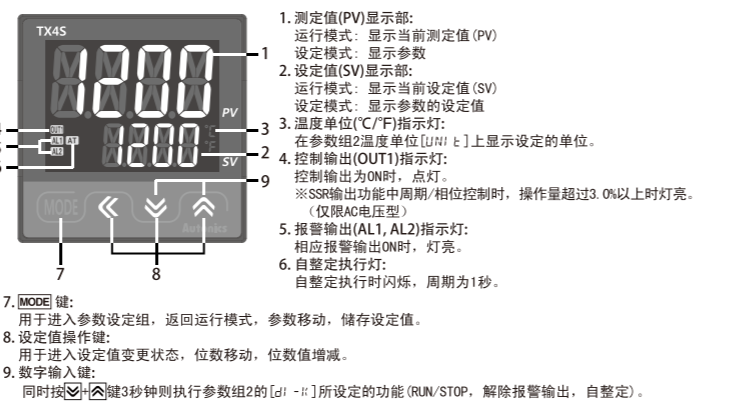 TX4S
1200
PV
OUT1
AL1 AT
AL2
1200
°C
°F
SV
MODE
Autonics
1
3
2
9
4
7
8
1. 测定值(PV)显示部:
运行模式: 显示当前测定值(PV)
设定模式: 显示参数
2. 设定值(SV)显示部:
运行模式: 显示当前设定值(SV)
设定模式: 显示参数的设定值
3. 温度单位(℃/℉)指示灯:
在参数组2温度单位[UNIt]上显示设定的单位。
4. 控制输出(OUT1)指示灯:
控制输出为ON时, 点灯。
※SSR输出功能中周期/相位控制时, 操作量超过3.0%以上时灯亮。
(仅限AC电压型)
5. 报警输出(AL1, AL2)指示灯:
相应报警输出ON时, 灯亮。
6. 自整定执行灯:
自整定执行时闪烁, 周期为1秒。
7. MODE 键:
用于进入参数设定组, 返回运行模式, 参数移动, 储存设定值。
8. 设定值操作键:
用于进入设定值变更状态, 位数移动, 位数值增减。
9. 数字输入键:
同时按 + 键3秒钟则执行参数组2的[dI-K]所设定的功能(RUN/STOP, 解除报警输出, 自整定)。